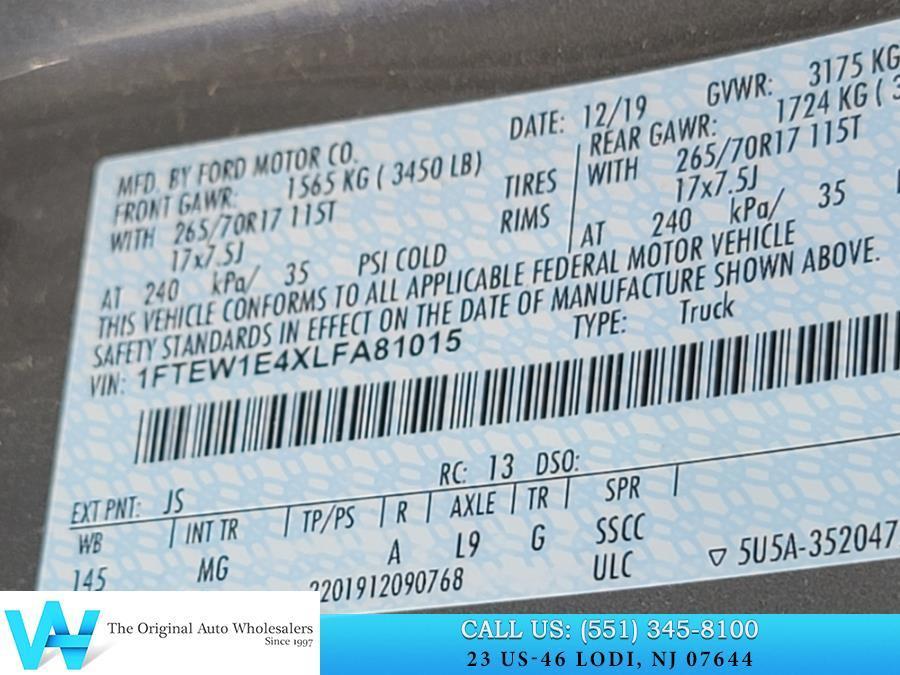 DATE: 12/19 GVWR: 3175 KG
MFD. BY FORD MOTOR CO. REAR GAWR: 1724 KG ( 3
FRONT GAWR: 1565 KG ( 3450 LB) TIRES WITH 265/70R17 115T
WITH 265/70R17 115T RIMS 17x7.5J
17x7.5J AT 240 kPa/ 35
AT 240 kPa/ 35 PSI COLD
THIS VEHICLE CONFORMS TO ALL APPLICABLE FEDERAL MOTOR VEHICLE
SAFETY STANDARDS IN EFFECT ON THE DATE OF MANUFACTURE SHOWN ABOVE.
VIN: 1FTEW1E4XLFA81015 TYPE: Truck
RC: 13 DSO:
EXT PNT: JS
WB INT TR TP/PS R AXLE TR SPR
145 MG A L9 G SSCC
ULC 5U5A-352047
2201912090768
W
The Original Auto Wholesalers
Since 1997
CALL US: (551) 345-8100
23 US-46 LODI, NJ 07644